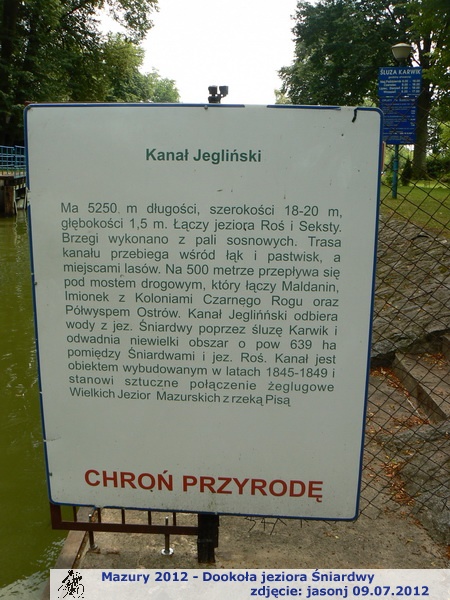 ŚLUZA KARWIK
Kanał Jegliński
Ma 5250 m długości, szerokości 18-20 m,
głębokości 1,5 m. Łączy jeziora Roś i Seksty.
Brzegi wykonano z pali sosnowych. Trasa
kanału przebiega wśród łąk i pastwisk, a
miejscami lasów. Na 500 metrze przepływa się
pod mostem drogowym, który łączy Maldanin,
Imionek z Koloniami Czarnego Rogu oraz
Półwyspem Ostrów. Kanał Jegliński odbiera
wody z jez. Śniardwy poprzez śluzę Karwik i
odwadnia niewielki obszar o pow 639 ha
pomiędzy Śniardwami i jez. Roś. Kanał jest
obiektem wybudowanym w latach 1845-1849 i
stanowi sztuczne połączenie żeglugowe
Wielkich Jezior Mazurskich z rzeką Pisą
CHROŃ PRZYRODĘ
Mazury 2012 - Dookoła jeziora Śniardwy
zdjęcie: jasonj 09.07.2012